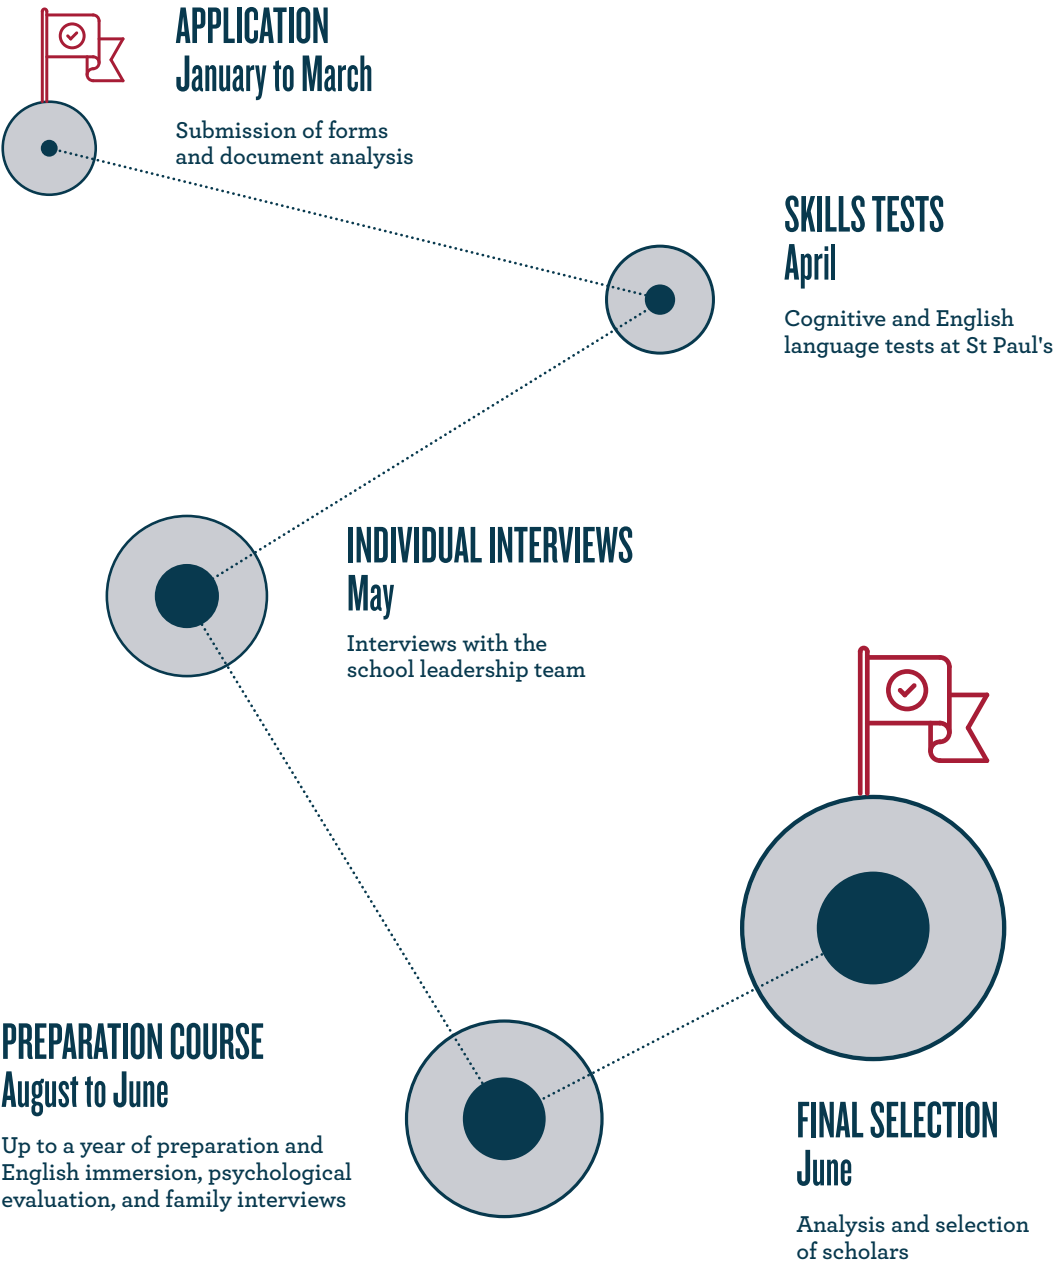 APPLICATION
January to March
Submission of forms
and document analysis
SKILLS TESTS
April
Cognitive and English
language tests at St Paul's
INDIVIDUAL INTERVIEWS
May
Interviews with the
school leadership team
PREPARATION COURSE
August to June
Up to a year of preparation and
English immersion, psychological
evaluation, and family interviews
FINAL SELECTION
June
Analysis and selection
of scholars